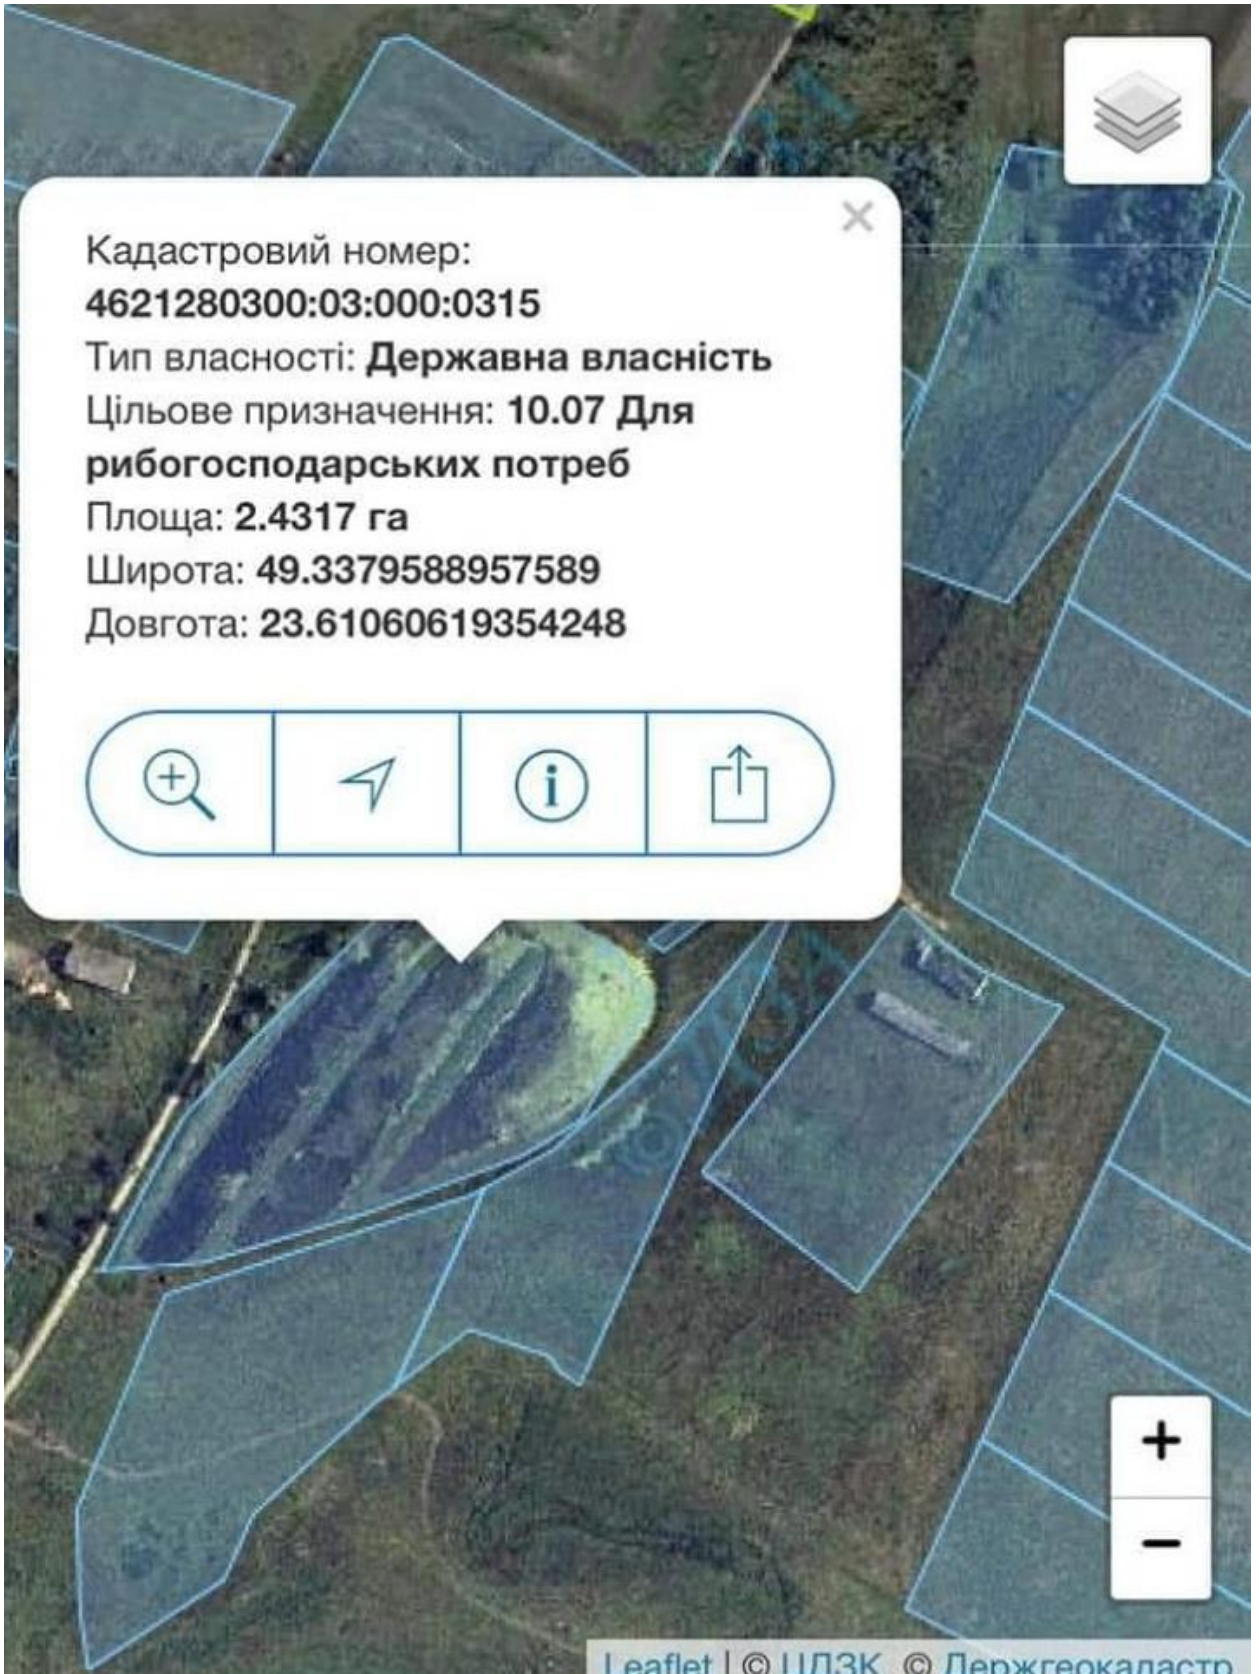 Кадастровий номер:
4621280300:03:000:0315
Тип власності: Державна власність
Цільове призначення: 10.07 Для
рибогосподарських потреб
Площа: 2.4317 га
Широта: 49.3379588957589
Довгота: 23.61060619354248
+
−
Leaflet | © ЦДЗК, © Держгеокадастр